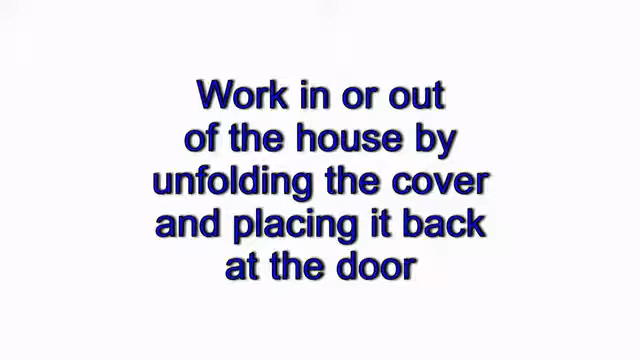 Work in or out
of the house by
unfolding the cover
and placing it back
at the door